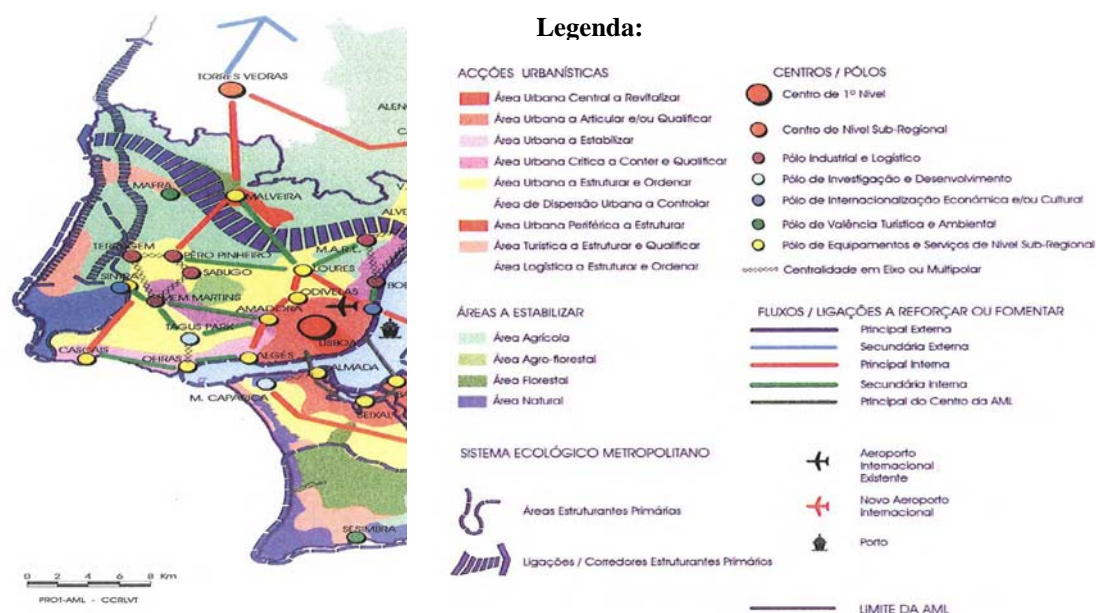 Legenda:
TORRES VEDRAS
ALENQ
MAFRA
MALVEIRA
ALVE
M.A.R.L.
TERRUGEM
PÊRO PINHEIRO
LOURES
SINTRA
SABUGO
ODIVELAS
BOB
MEM MARTINS
AMADORA
TAGUS PARK
LISBOA
CASCAIS
OEIRAS
ALGÉS
ALMADA
M. CAPARICA
SEIXAL
SESIMBRA
0 2 4 6 8 Km
PROT-AML - CCRLVT
ACÇÕES URBANÍSTICAS
Área Urbana Central a Revitalizar
Área Urbana a Articular e/ou Qualificar
Área Urbana a Estabilizar
Área Urbana Crítica a Conter e Qualificar
Área Urbana a Estruturar e Ordenar
Área de Dispersão Urbana a Controlar
Área Urbana Periférica a Estruturar
Área Turística a Estruturar e Qualificar
Área Logística a Estruturar e Ordenar
ÁREAS A ESTABILIZAR
Área Agrícola
Área Agro-florestal
Área Florestal
Área Natural
SISTEMA ECOLÓGICO METROPOLITANO
Áreas Estruturantes Primárias
Ligações / Corredores Estruturantes Primários
CENTROS / PÓLOS
Centro de 1º Nível
Centro de Nível Sub-Regional
Pólo Industrial e Logístico
Pólo de Investigação e Desenvolvimento
Pólo de Internacionalização Económica e/ou Cultural
Pólo de Valência Turística e Ambiental
Pólo de Equipamentos e Serviços de Nível Sub-Regional
Centralidade em Eixo ou Multipolar
FLUXOS / LIGAÇÕES A REFORÇAR OU FOMENTAR
Principal Externa
Secundária Externa
Principal Interna
Secundária Interna
Principal do Centro da AML
Aeroporto
Internacional
Existente
Novo Aeroporto
Internacional
Porto
LIMITE DA AML